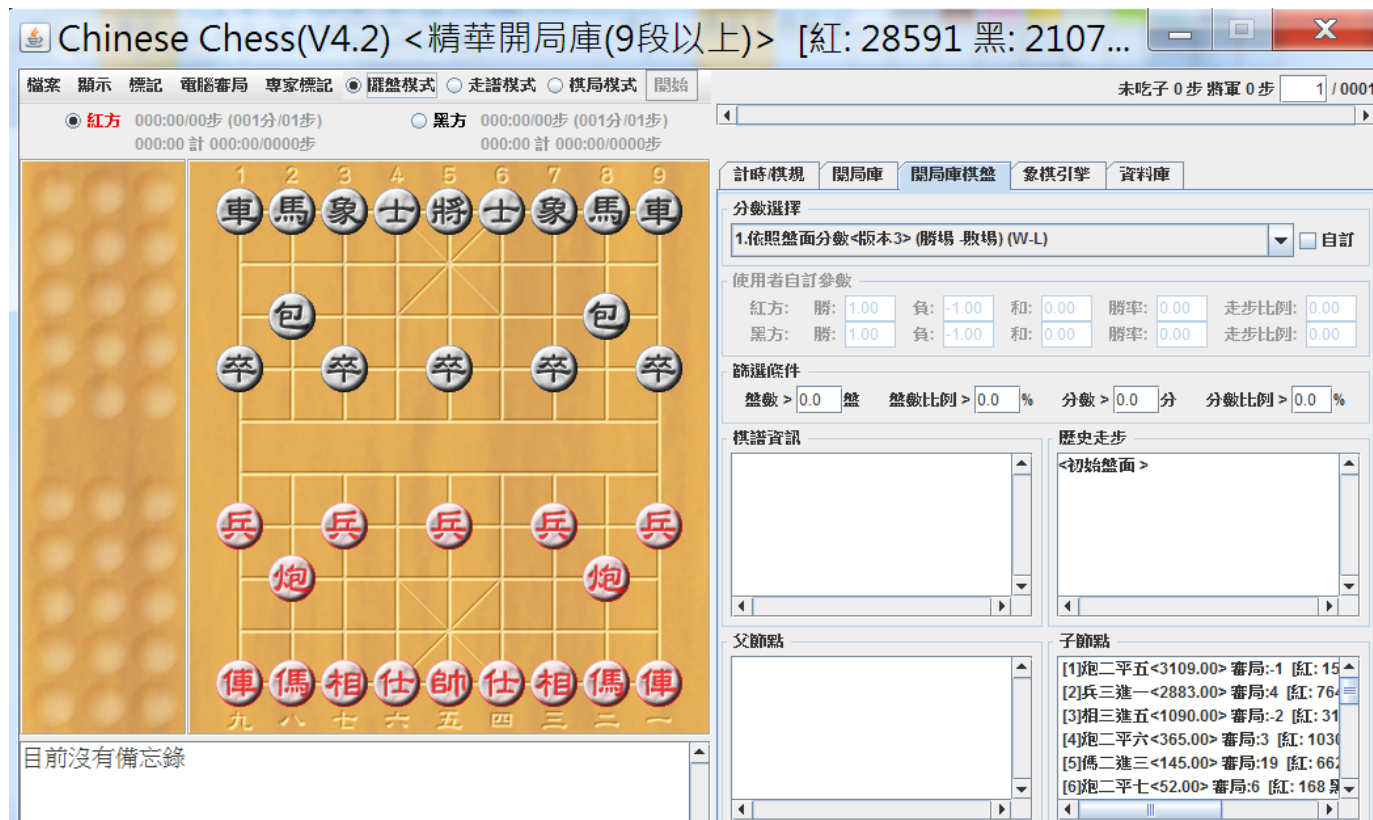 Chinese Chess(V4.2) <精華開局庫(9段以上)> [紅: 28591 黑: 2107...
檔案 顯示 標記 電腦審局 專家標記 擺盤模式 走譜模式 棋局模式 開始
未吃子 0 步 將軍 0 步 1 / 0001
紅方 000:00/00步 (001分/01步) 黑方 000:00/00步 (001分/01步)
000:00 計 000:00/0000步 000:00 計 000:00/0000步
1 2 3 4 5 6 7 8 9
車 馬 象 士 將 士 象 馬 車
包 包
卒 卒 卒 卒 卒
兵 兵 兵 兵 兵
炮 炮
俥 傌 相 仕 帥 仕 相 傌 俥
九 八 七 六 五 四 三 二 一
目前沒有備忘錄
計時/棋規 開局庫 開局庫棋盤 象棋引擎 資料庫
分數選擇
1.依照盤面分數<版本3> (勝場 -敗場) (W-L) 自訂
使用者自訂參數
紅方: 勝: 1.00 負: -1.00 和: 0.00 勝率: 0.00 走步比例: 0.00
黑方: 勝: 1.00 負: -1.00 和: 0.00 勝率: 0.00 走步比例: 0.00
篩選條件
盤數 > 0.0 盤 盤數比例 > 0.0 % 分數 > 0.0 分 分數比例 > 0.0 %
棋譜資訊 歷史走步
<初始盤面 >
父節點 子節點
[1]炮二平五<3109.00> 審局:-1 [紅: 15
[2]兵三進一<2883.00> 審局:4 [紅: 764
[3]相三進五<1090.00> 審局:-2 [紅: 31
[4]炮二平六<365.00> 審局:3 [紅: 1030
[5]傌二進三<145.00> 審局:19 [紅: 662
[6]炮二平七<52.00> 審局:6 [紅: 168 黑